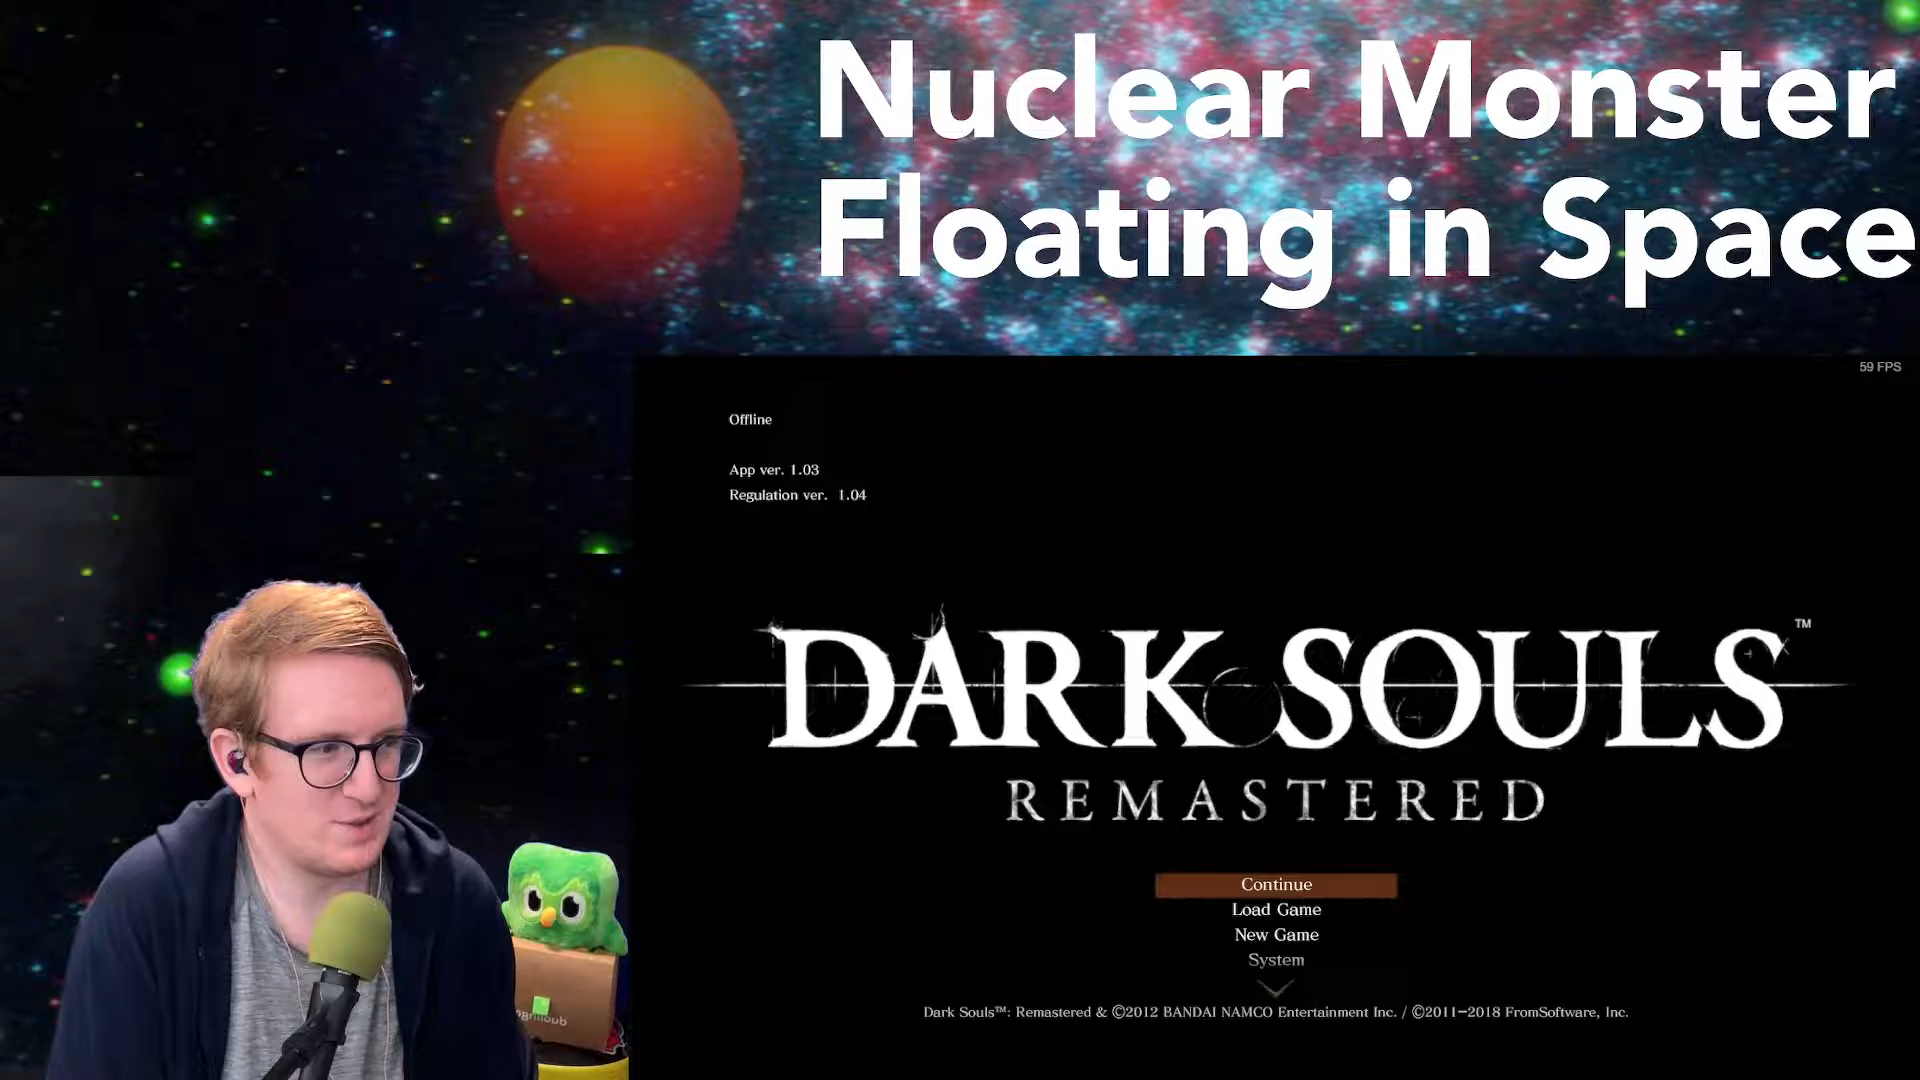 Nuclear Monster
Floating in Space
59 FPS
Offline
App ver. 1.03
Regulation ver. 1.04
DARK SOULS™
REMASTERED
Continue
Load Game
New Game
System
Dark Souls™: Remastered & ©2012 BANDAI NAMCO Entertainment Inc. / ©2011-2018 FromSoftware, Inc.